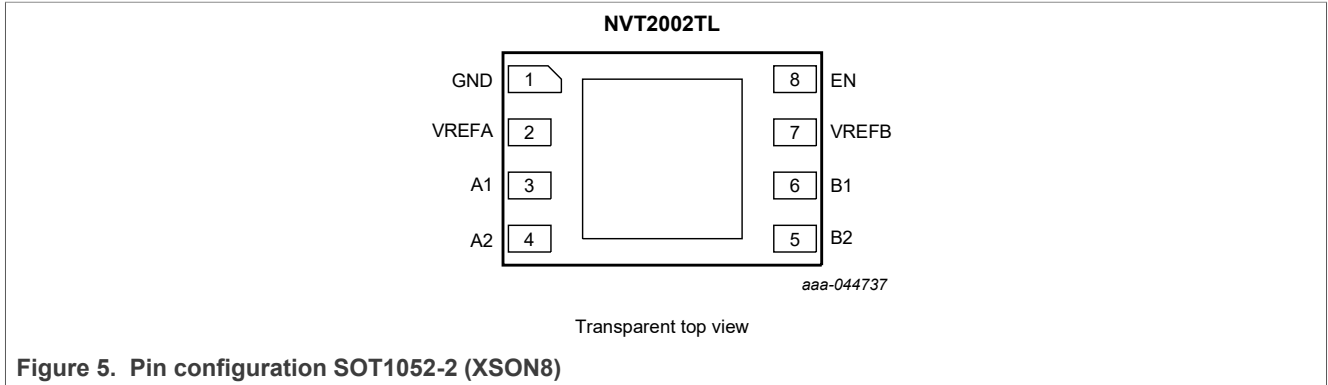 NVT2002TL
GND 1 8 EN
VREFA 2 7 VREFB
A1 3 6 B1
A2 4 5 B2
aaa-044737
Transparent top view
Figure 5. Pin configuration SOT1052-2 (XSON8)